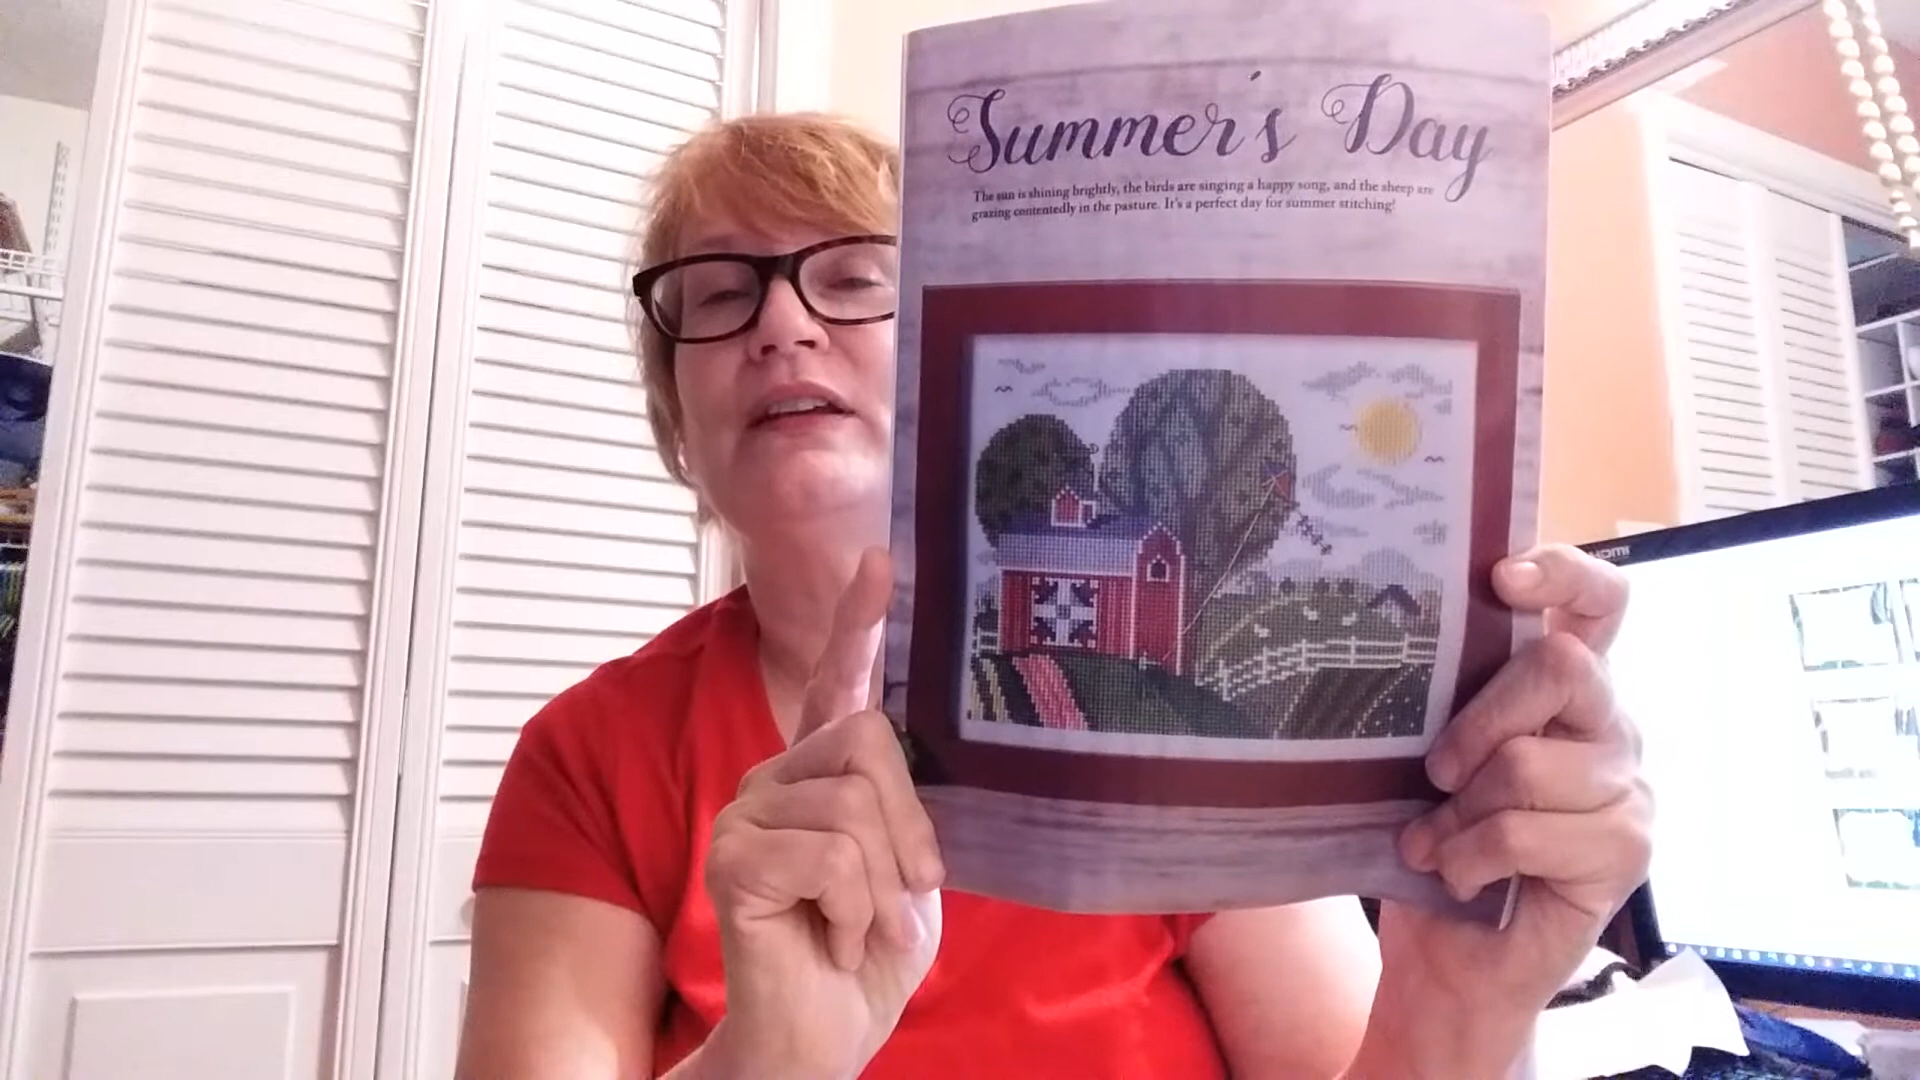 Summer's Day
The sun is shining brightly, the birds are singing a happy song, and the sheep are
grazing contentedly in the pasture. It's a perfect day for summer stitching!
HDMI